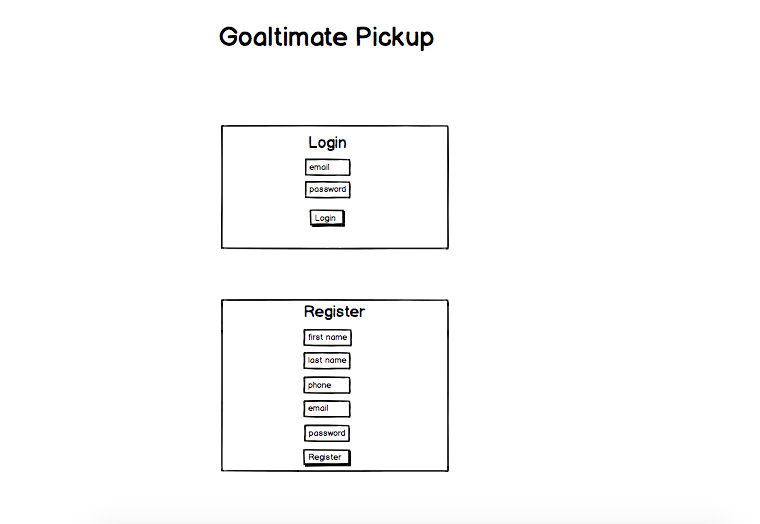 Goaltimate Pickup
Login
email
password
Login
Register
first name
last name
phone
email
password
Register